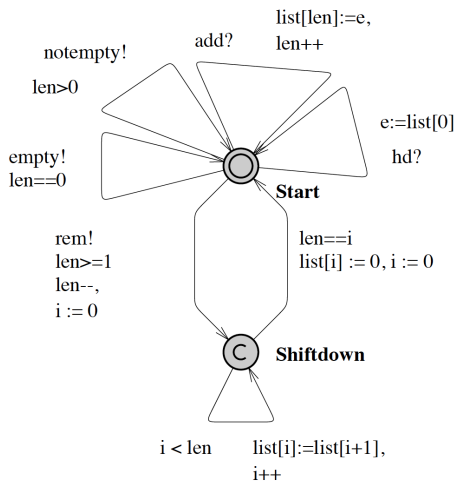 list[len]:=e,
len++
add?
notempty!
len>0
e:=list[0]
hd?
empty!
len==0
Start
rem!
len>=1
len--,
i := 0
len==i
list[i] := 0, i := 0
C
Shiftdown
i < len
list[i]:=list[i+1],
i++